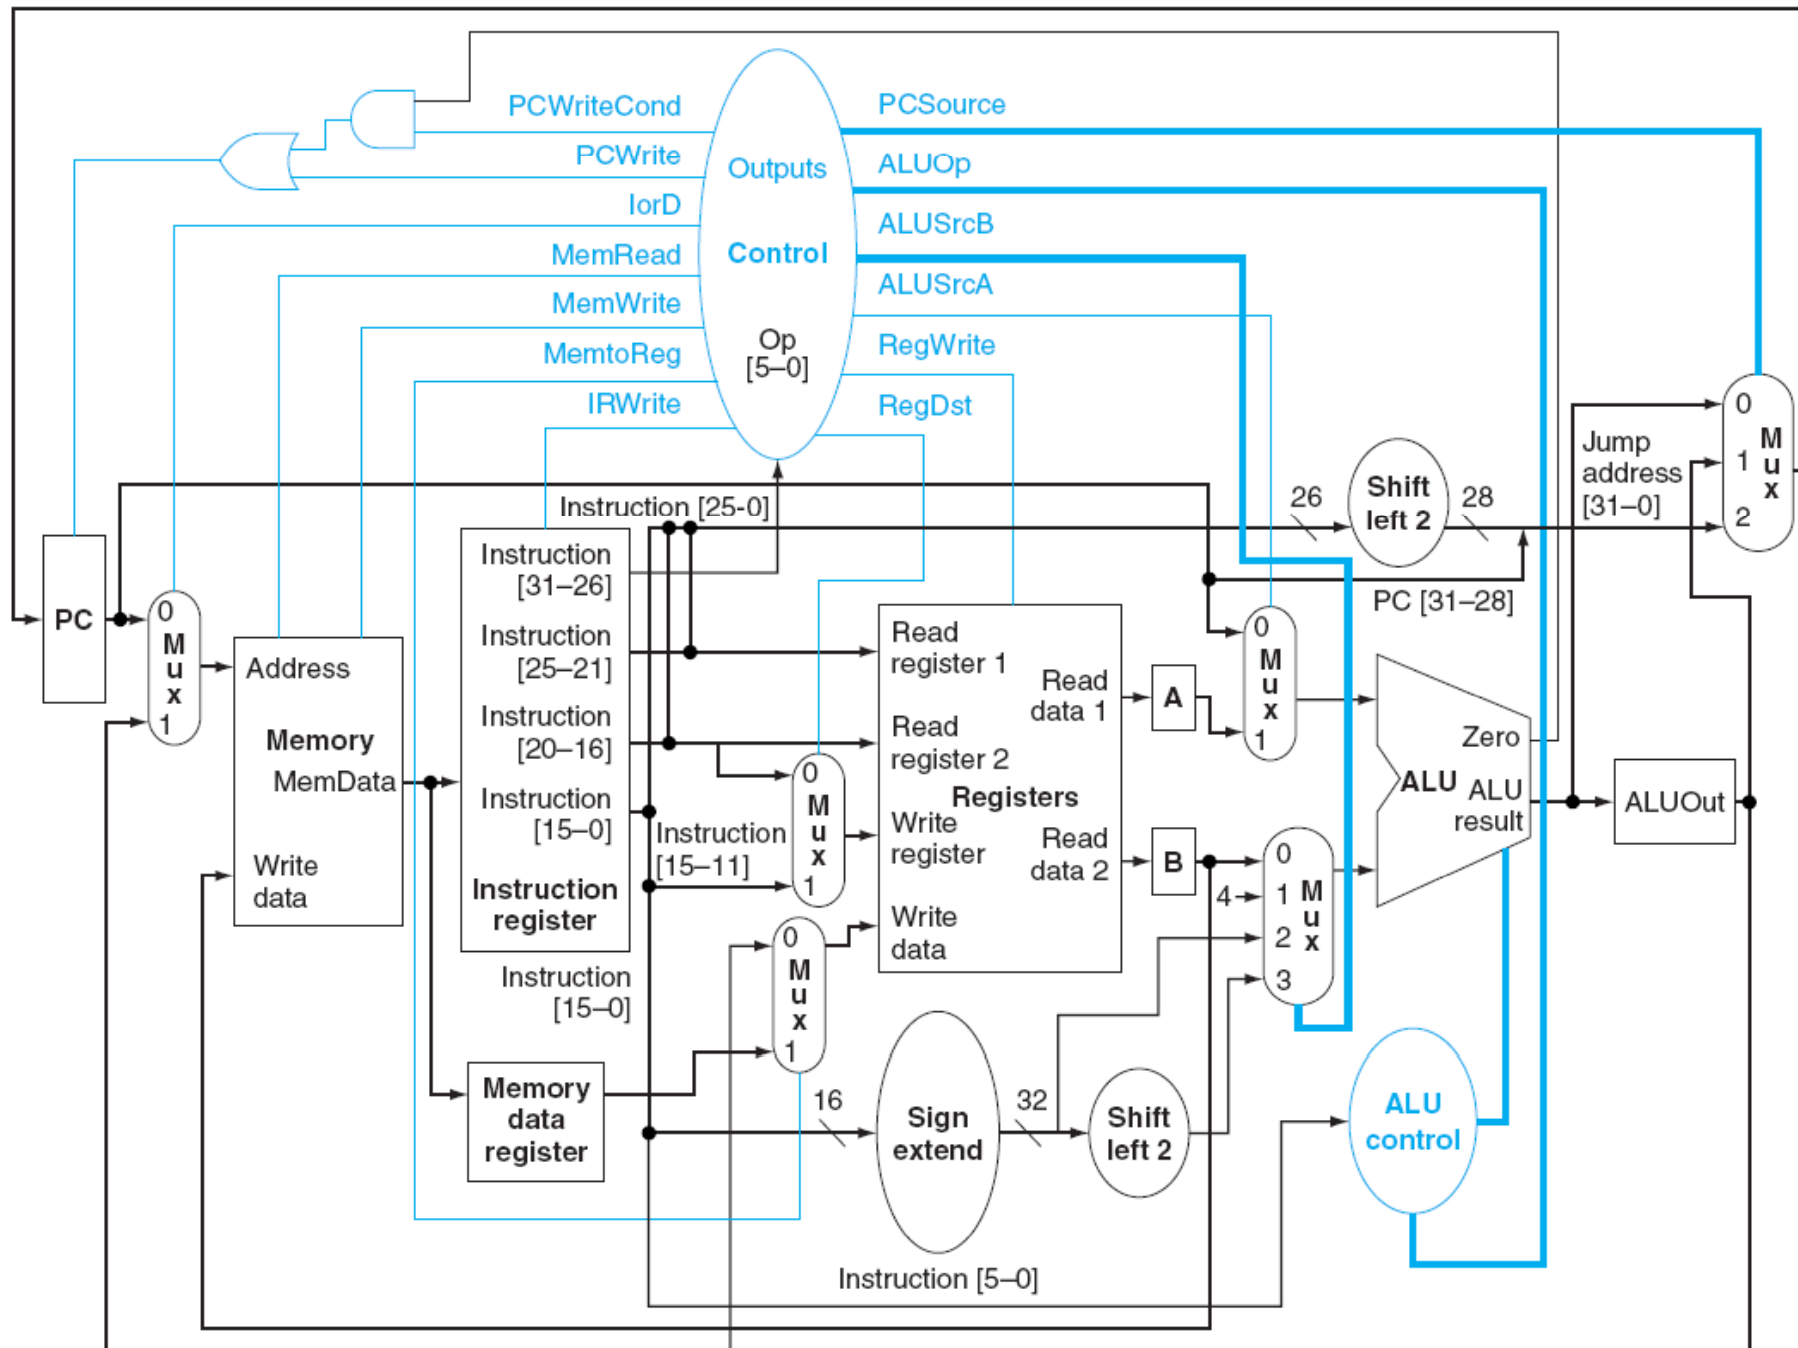 PCWriteCond
PCWrite
IorD
MemRead
MemWrite
MemtoReg
IRWrite
Outputs
Control
Op
[5–0]
PCSource
ALUOp
ALUSrcB
ALUSrcA
RegWrite
RegDst
PC
0
M
u
x
1
Address
Memory
MemData
Write
data
Instruction [25-0]
Instruction
[31–26]
Instruction
[25–21]
Instruction
[20–16]
Instruction
[15–0]
Instruction
register
Instruction
[15–0]
Memory
data
register
Instruction
[15–11]
0
M
u
x
1
0
M
u
x
1
Read
register 1
Read
register 2
Registers
Write
register
Write
data
Read
data 1
Read
data 2
A
B
16
Sign
extend
32
Shift
left 2
Instruction [5–0]
26
Shift
left 2
28
PC [31–28]
Jump
address
[31–0]
0
M
u
x
1
0
4
1
M
u
2
x
3
Zero
ALU
ALU
result
ALUOut
ALU
control
0
M
1
u
x
2